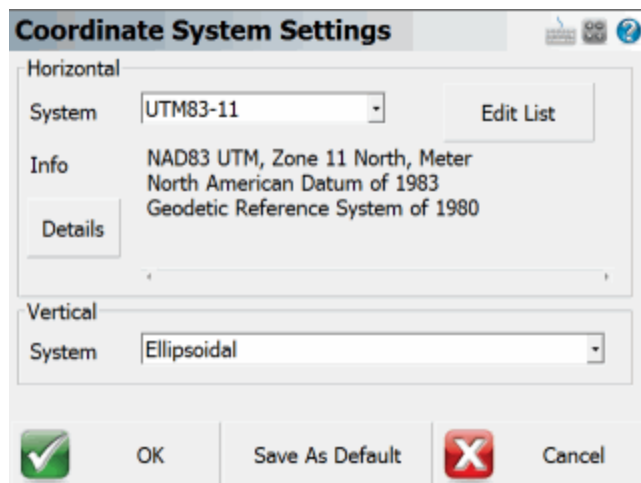 Coordinate System Settings
Horizontal
System UTM83-11 Edit List
Info NAD83 UTM, Zone 11 North, Meter
North American Datum of 1983
Geodetic Reference System of 1980
Details
Vertical
System Ellipsoidal
OK Save As Default Cancel